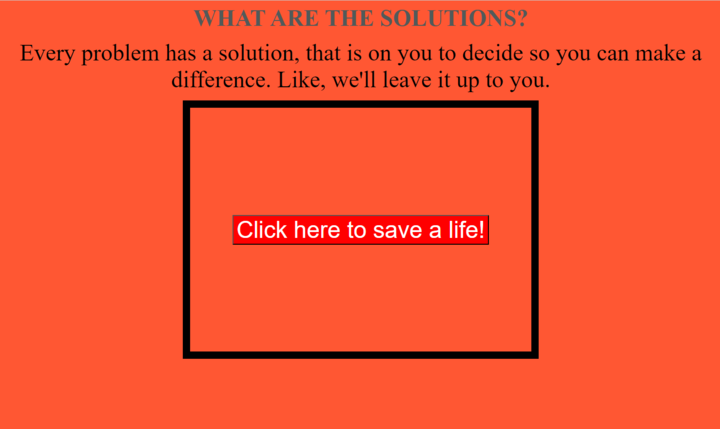 WHAT ARE THE SOLUTIONS?
Every problem has a solution, that is on you to decide so you can make a
difference. Like, we'll leave it up to you.
Click here to save a life!